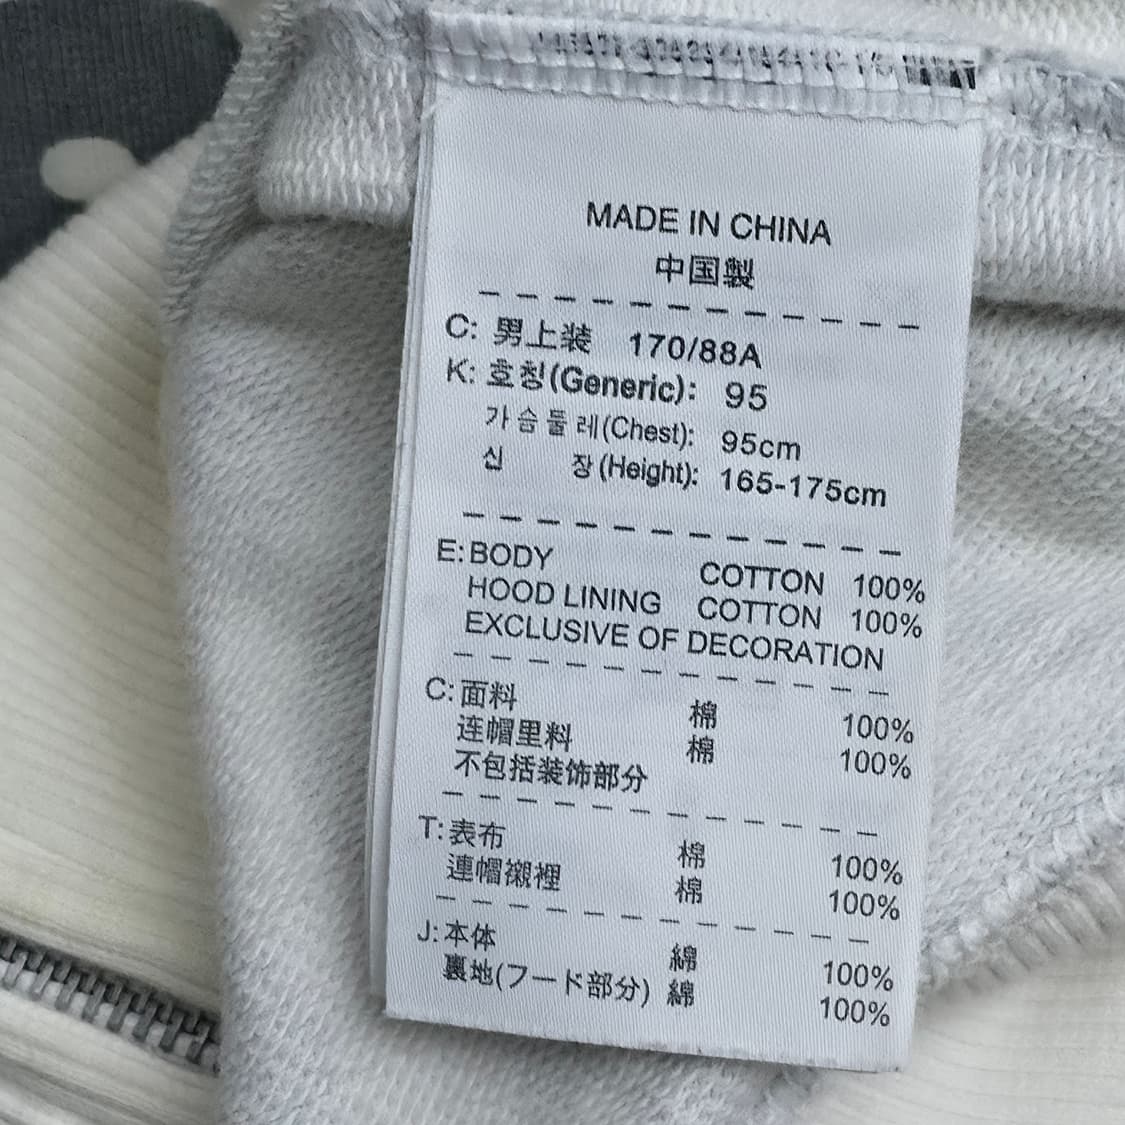 MADE IN CHINA
中国製
C: 男上装 170/88A
K: 호칭(Generic): 95
가슴둘레(Chest): 95cm
신 장(Height): 165-175cm
E: BODY COTTON 100%
HOOD LINING COTTON 100%
EXCLUSIVE OF DECORATION
C: 面料 棉 100%
连帽里料 棉 100%
不包括装饰部分
T: 表布 棉 100%
連帽襯裡 棉 100%
J: 本体 綿 100%
裏地(フード部分) 綿 100%